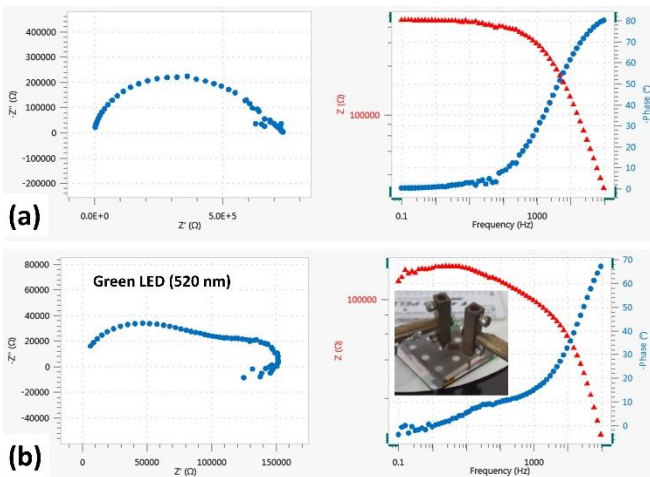 400000
300000
200000
100000
0
-100000
-200000
-Z'' (Ω)
0.0E+0
5.0E+5
Z' (Ω)
(a)
100000
Z (Ω)
80
70
60
50
40
30
20
10
0
-Phase (°)
0.1
1000
Frequency (Hz)
Green LED (520 nm)
80000
60000
40000
20000
0
-20000
-40000
-Z'' (Ω)
0
50000
100000
150000
Z' (Ω)
(b)
100000
Z (Ω)
70
60
50
40
30
20
10
0
-Phase (°)
0.1
1000
Frequency (Hz)